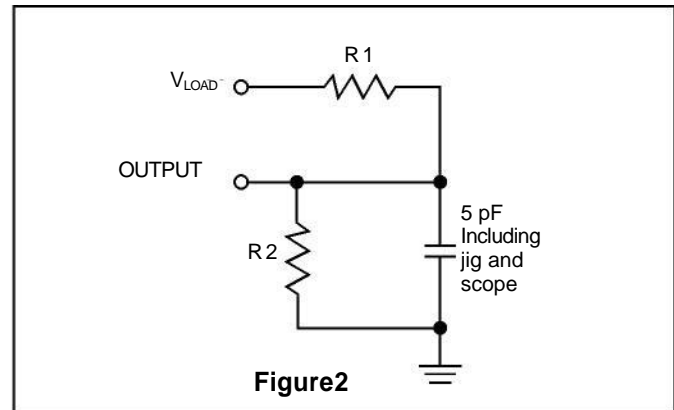 R1
VLOAD
OUTPUT
5 pF
Including
jig and
scope
R2
Figure2